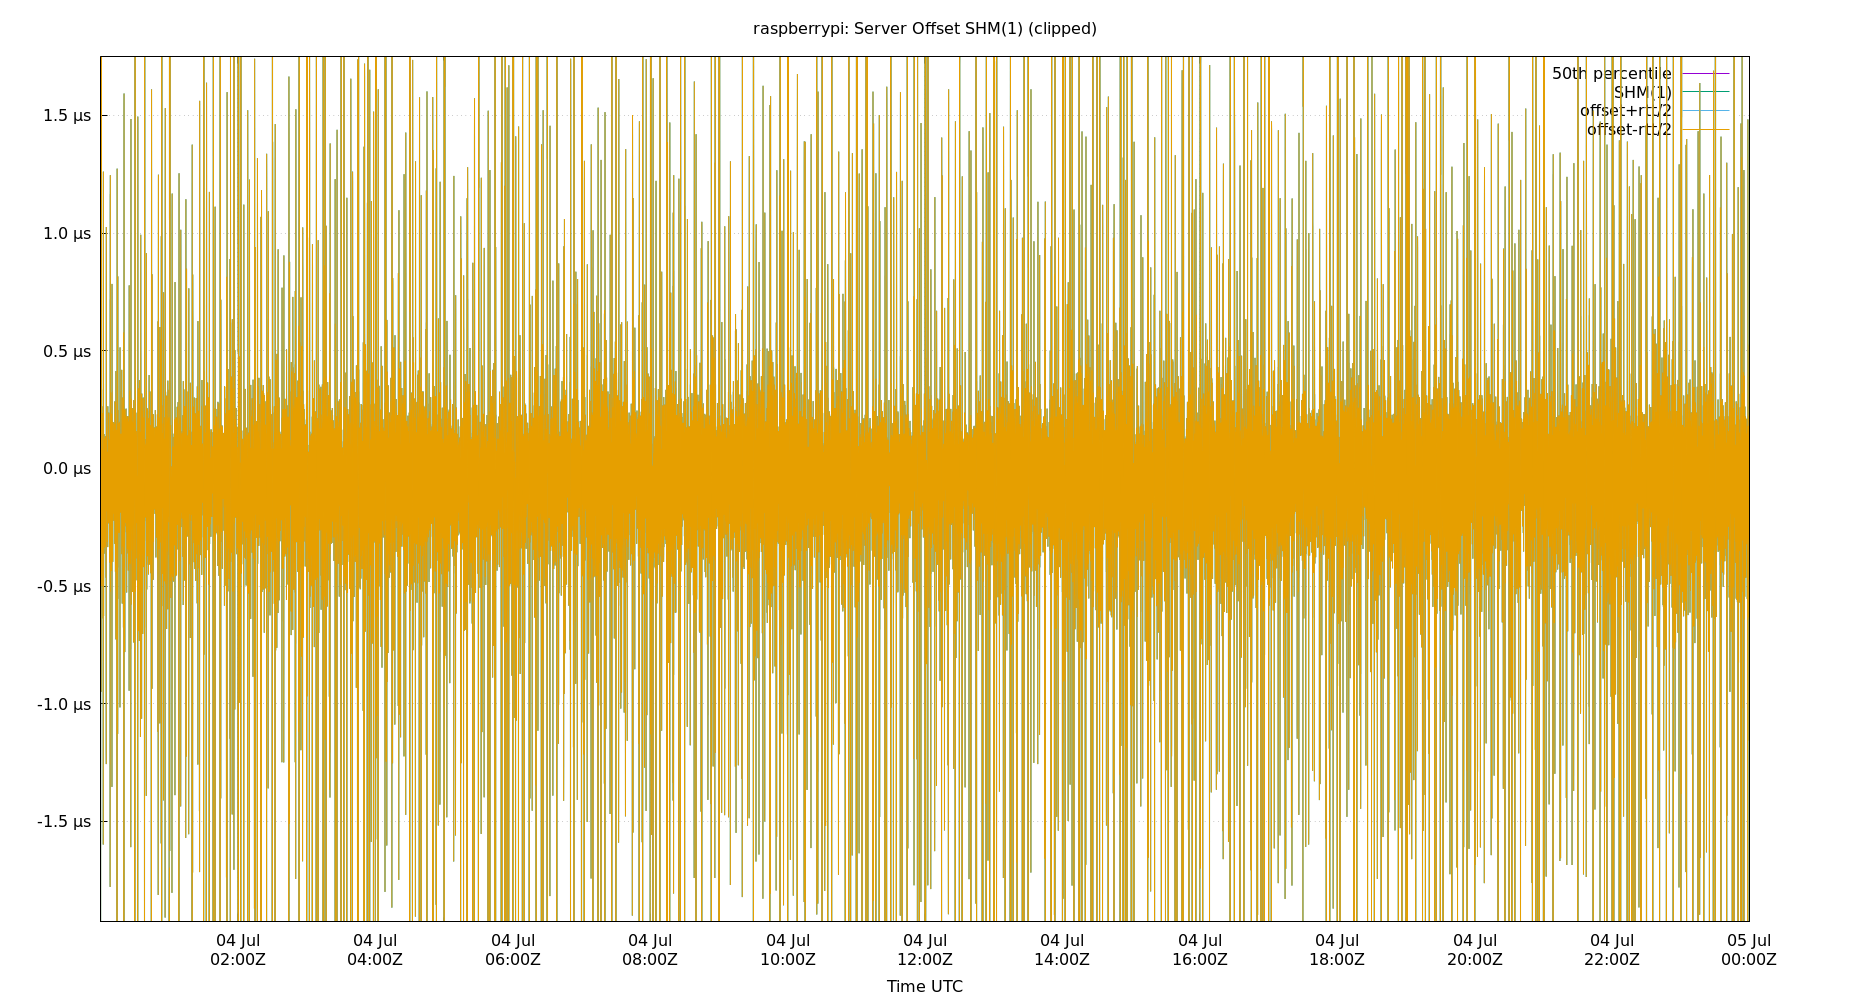 raspberrypi: Server Offset SHM(1) (clipped)
50th percentile
SHM(1)
offset+rtt/2
offset-rtt/2
1.5 µs
1.0 µs
0.5 µs
0.0 µs
-0.5 µs
-1.0 µs
-1.5 µs
04 Jul 04 Jul 04 Jul 04 Jul 04 Jul 04 Jul 04 Jul 04 Jul 04 Jul 04 Jul 04 Jul 05 Jul
02:00Z 04:00Z 06:00Z 08:00Z 10:00Z 12:00Z 14:00Z 16:00Z 18:00Z 20:00Z 22:00Z 00:00Z
Time UTC